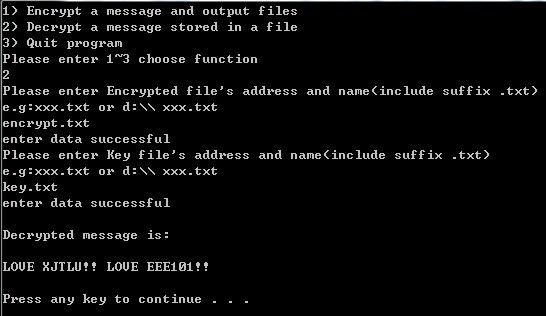 1) Encrypt a message and output files
2) Decrypt a message stored in a file
3) Quit program
Please enter 1~3 choose function
2
Please enter Encrypted file's address and name(include suffix .txt)
e.g:xxx.txt or d:\\ xxx.txt
encrypt.txt
enter data successful
Please enter Key file's address and name(include suffix .txt)
e.g:xxx.txt or d:\\ xxx.txt
key.txt
enter data successful
Decrypted message is:
LOVE XJTLU!! LOVE EEE101!!
Press any key to continue . . .